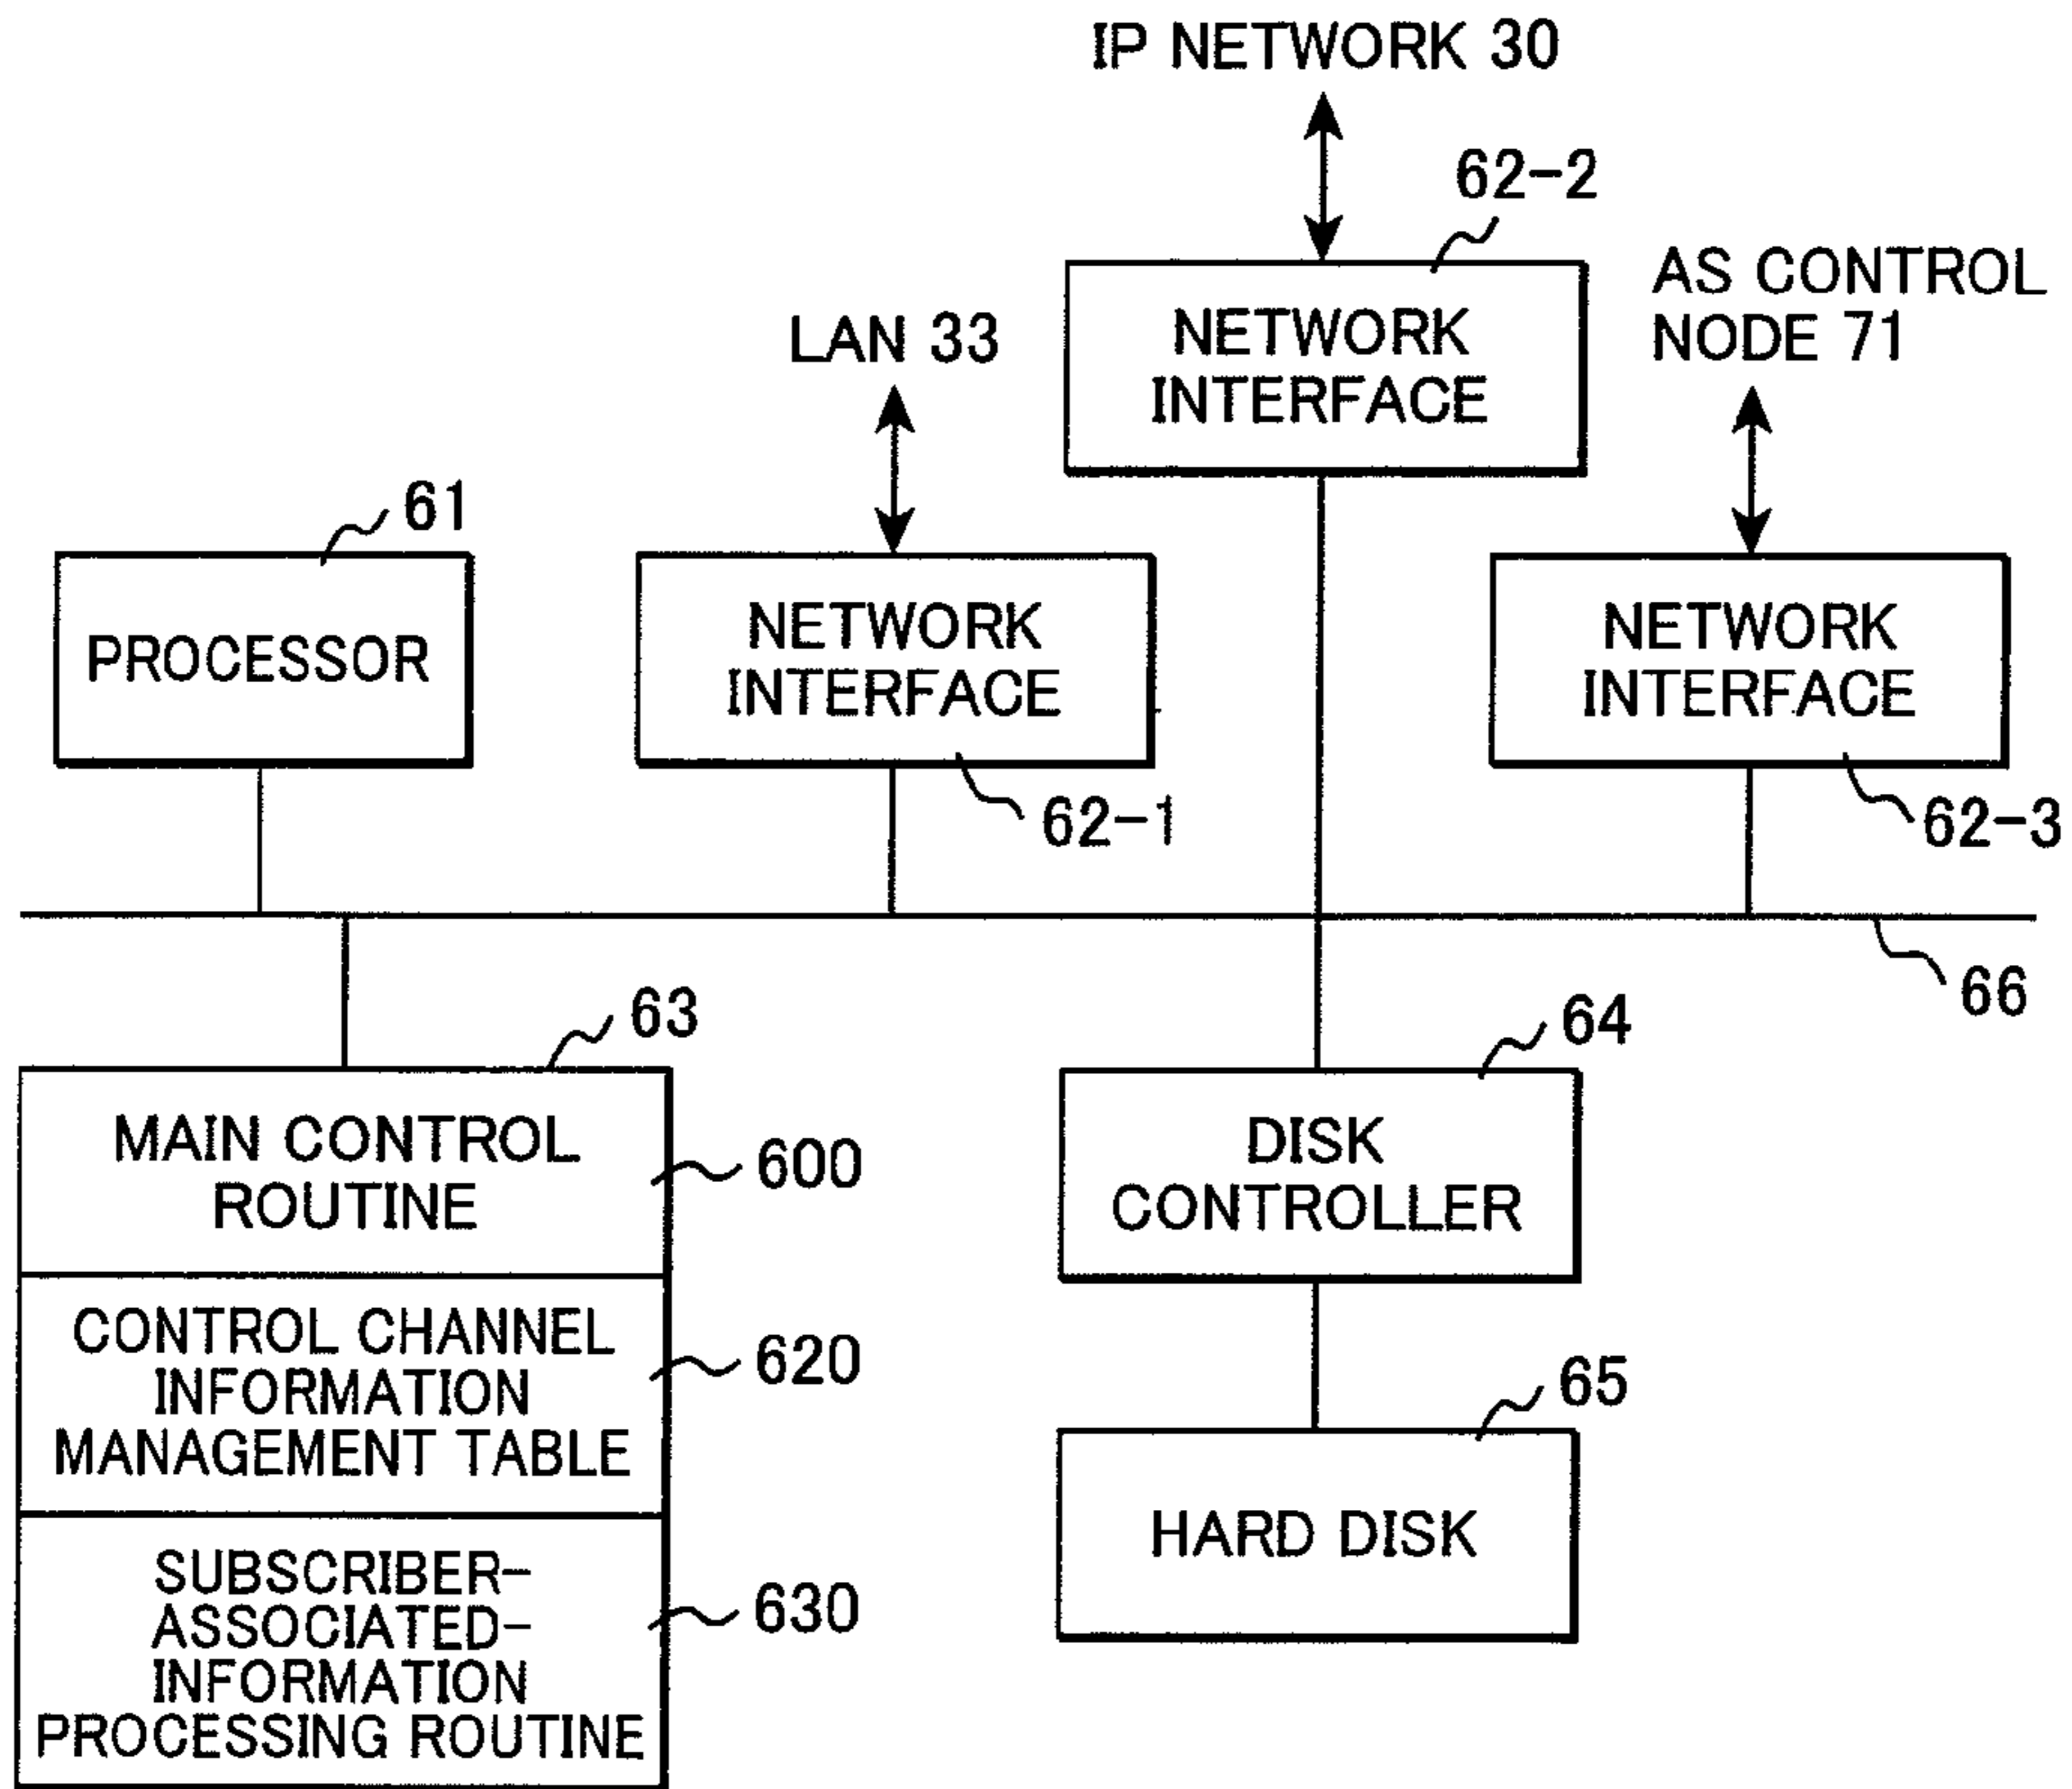 IP NETWORK 30
62-2
NETWORK
INTERFACE
LAN 33
AS CONTROL
NODE 71
61
PROCESSOR
NETWORK
INTERFACE
62-1
NETWORK
INTERFACE
62-3
66
63
MAIN CONTROL
ROUTINE
600
CONTROL CHANNEL
INFORMATION
MANAGEMENT TABLE
620
SUBSCRIBER-
ASSOCIATED-
INFORMATION
PROCESSING ROUTINE
630
64
DISK
CONTROLLER
65
HARD DISK